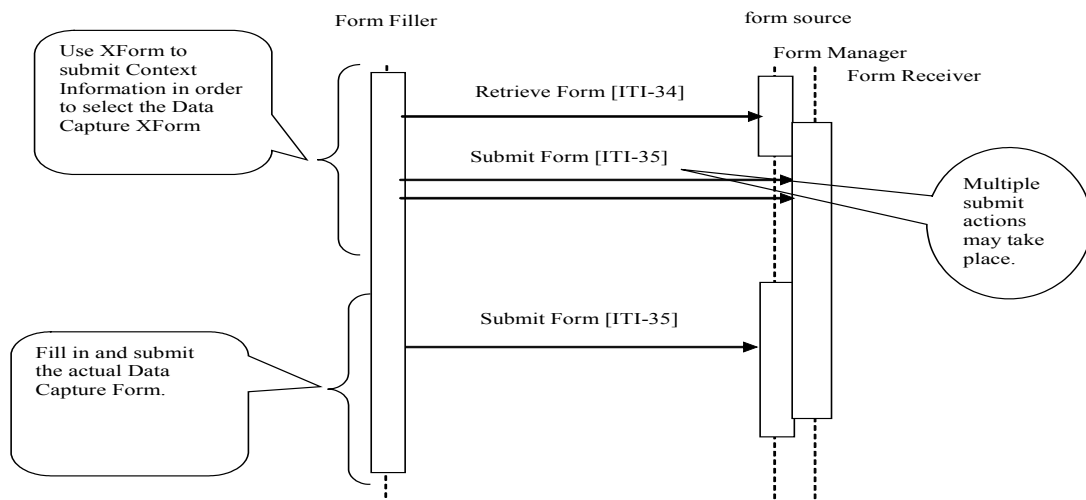 Form Filler
form source
Form Manager
Form Receiver
Use XForm to
submit Context
Information in order
to select the Data
Capture XForm
Retrieve Form [ITI-34]
Submit Form [ITI-35]
Multiple
submit
actions
may take
place.
Submit Form [ITI-35]
Fill in and submit
the actual Data
Capture Form.